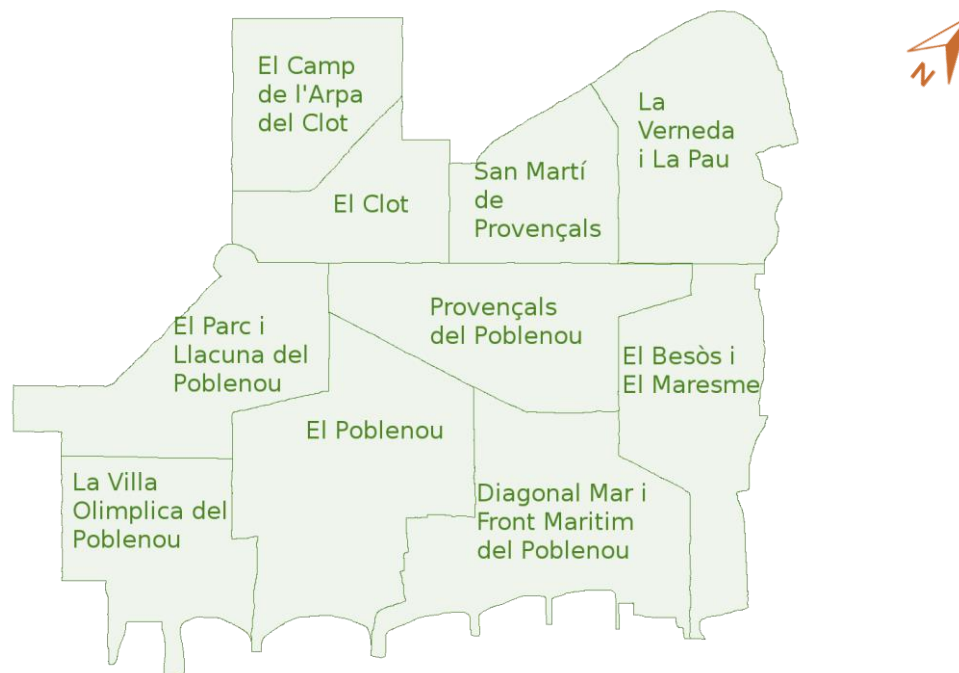 El Camp
de l'Arpa
del Clot
La
Verneda
i La Pau
N
San Martí
de
Provençals
El Clot
Provençals
del Poblenou
El Parc i
Llacuna del
Poblenou
El Besòs i
El Maresme
El Poblenou
La Villa
Olimplica del
Poblenou
Diagonal Mar i
Front Maritim
del Poblenou